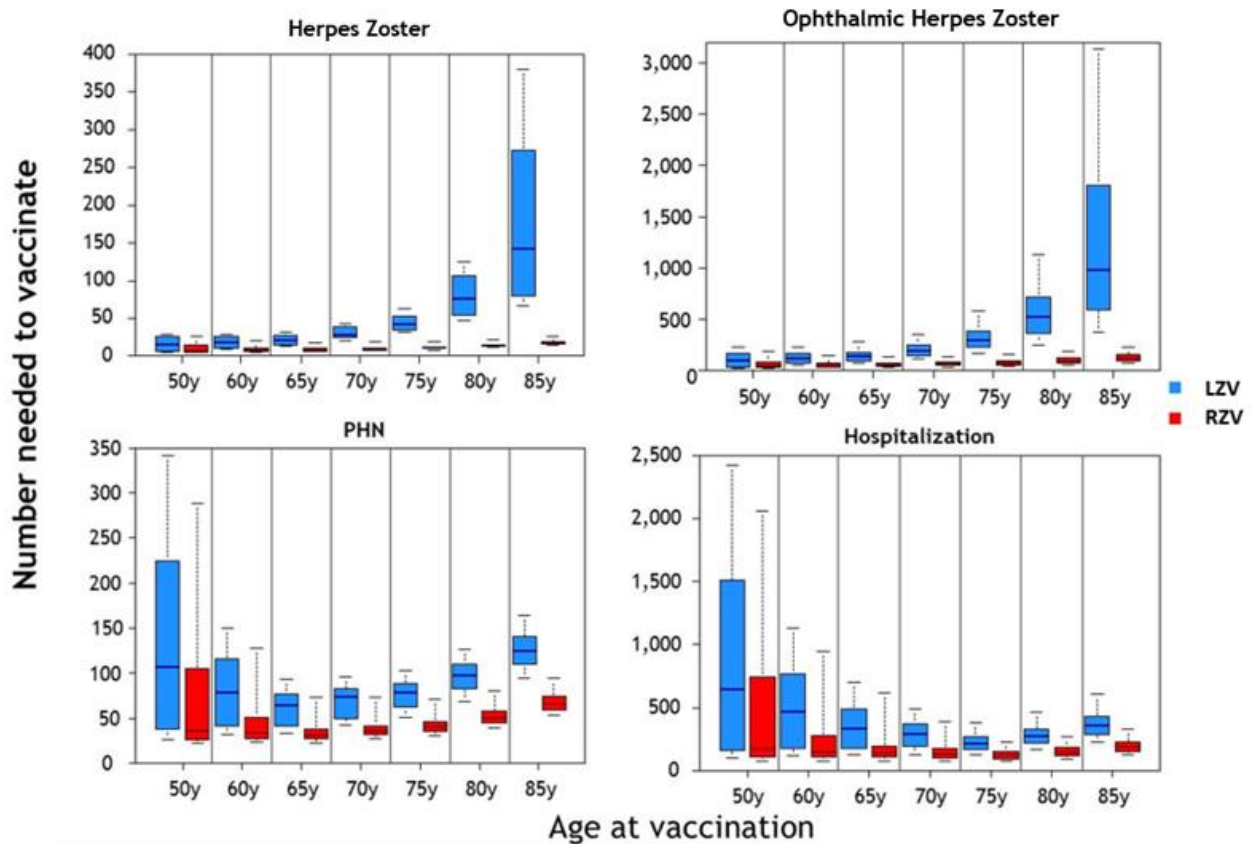 Herpes Zoster
Ophthalmic Herpes Zoster
400
350
300
250
200
150
100
50
0
50y 60y 65y 70y 75y 80y 85y
3,000
2,500
2,000
1,500
1,000
500
0
50y 60y 65y 70y 75y 80y 85y
LZV
RZV
Number needed to vaccinate
PHN
Hospitalization
350
300
250
200
150
100
50
0
50y 60y 65y 70y 75y 80y 85y
2,500
2,000
1,500
1,000
500
0
50y 60y 65y 70y 75y 80y 85y
Age at vaccination